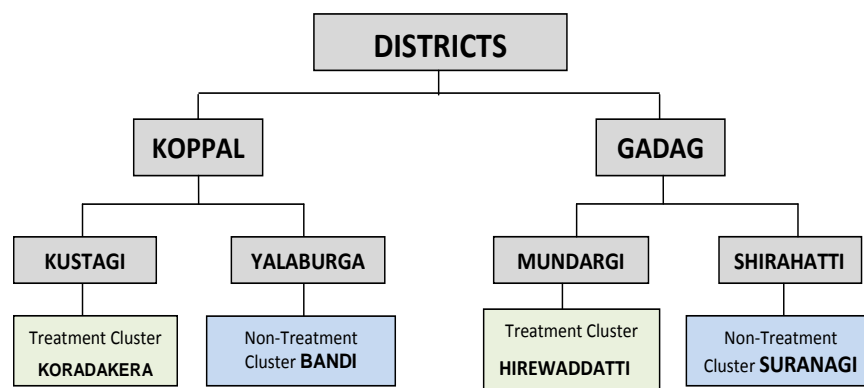 DISTRICTS
KOPPAL
GADAG
KUSTAGI
YALABURGA
MUNDARGI
SHIRAHATTI
Treatment Cluster
KORADAKERA
Non-Treatment
Cluster BANDI
Treatment Cluster
HIREWADDATTI
Non-Treatment
Cluster SURANAGI